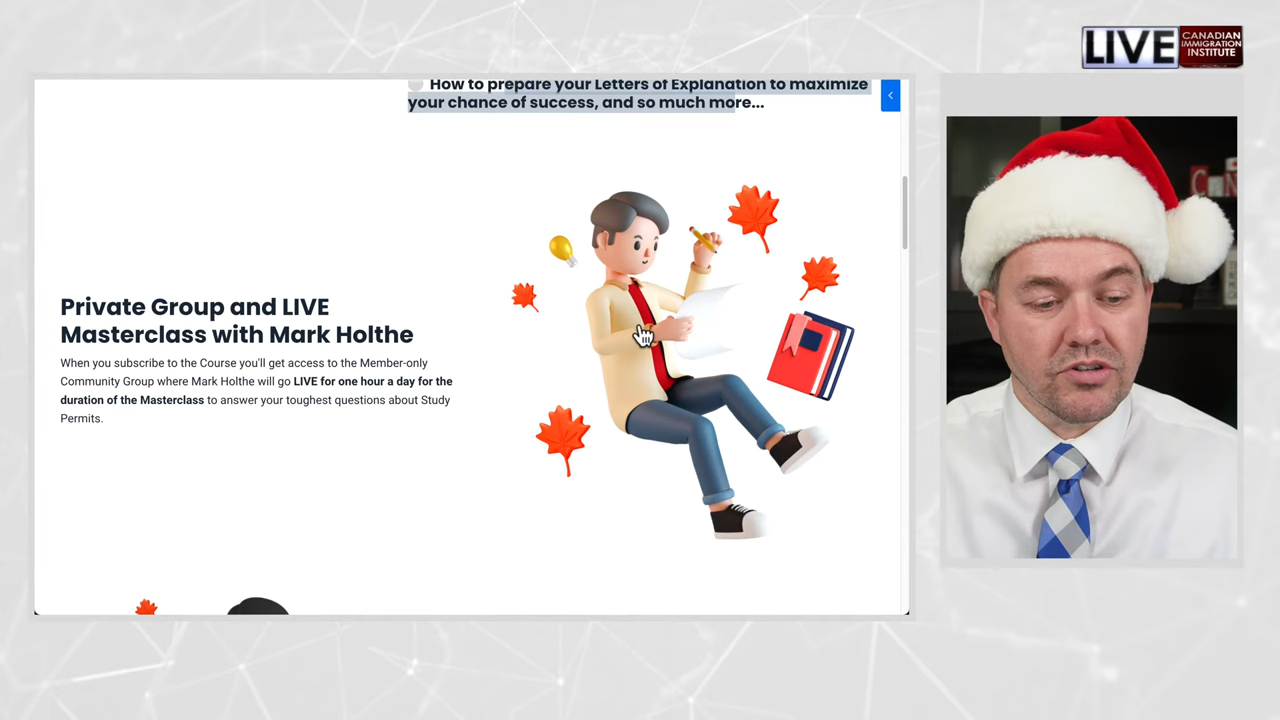 LIVE
CANADIAN
IMMIGRATION
INSTITUTE
How to prepare your Letters of Explanation to maximize
your chance of success, and so much more...
Private Group and LIVE
Masterclass with Mark Holthe
When you subscribe to the Course you'll get access to the Member-only
Community Group where Mark Holthe will go LIVE for one hour a day for the
duration of the Masterclass to answer your toughest questions about Study
Permits.